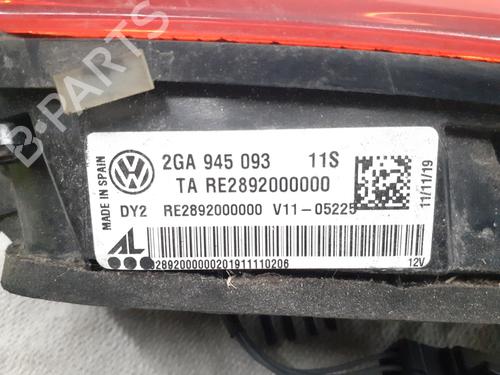 MADE IN SPAIN
2GA 945 093 11S
TA RE2892000000
DY2 RE2892000000 V11-05225
11/11/19
AL
2892000000201911110206
12V